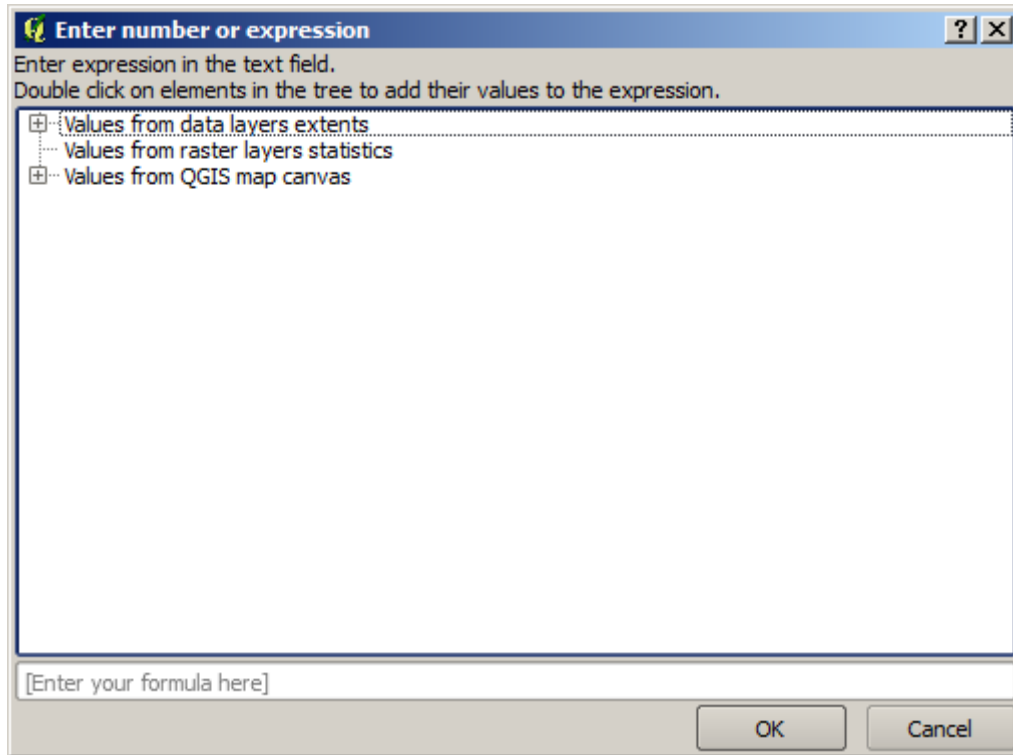 Enter number or expression
Enter expression in the text field.
Double click on elements in the tree to add their values to the expression.
Values from data layers extents
Values from raster layers statistics
Values from QGIS map canvas
[Enter your formula here]
OK Cancel